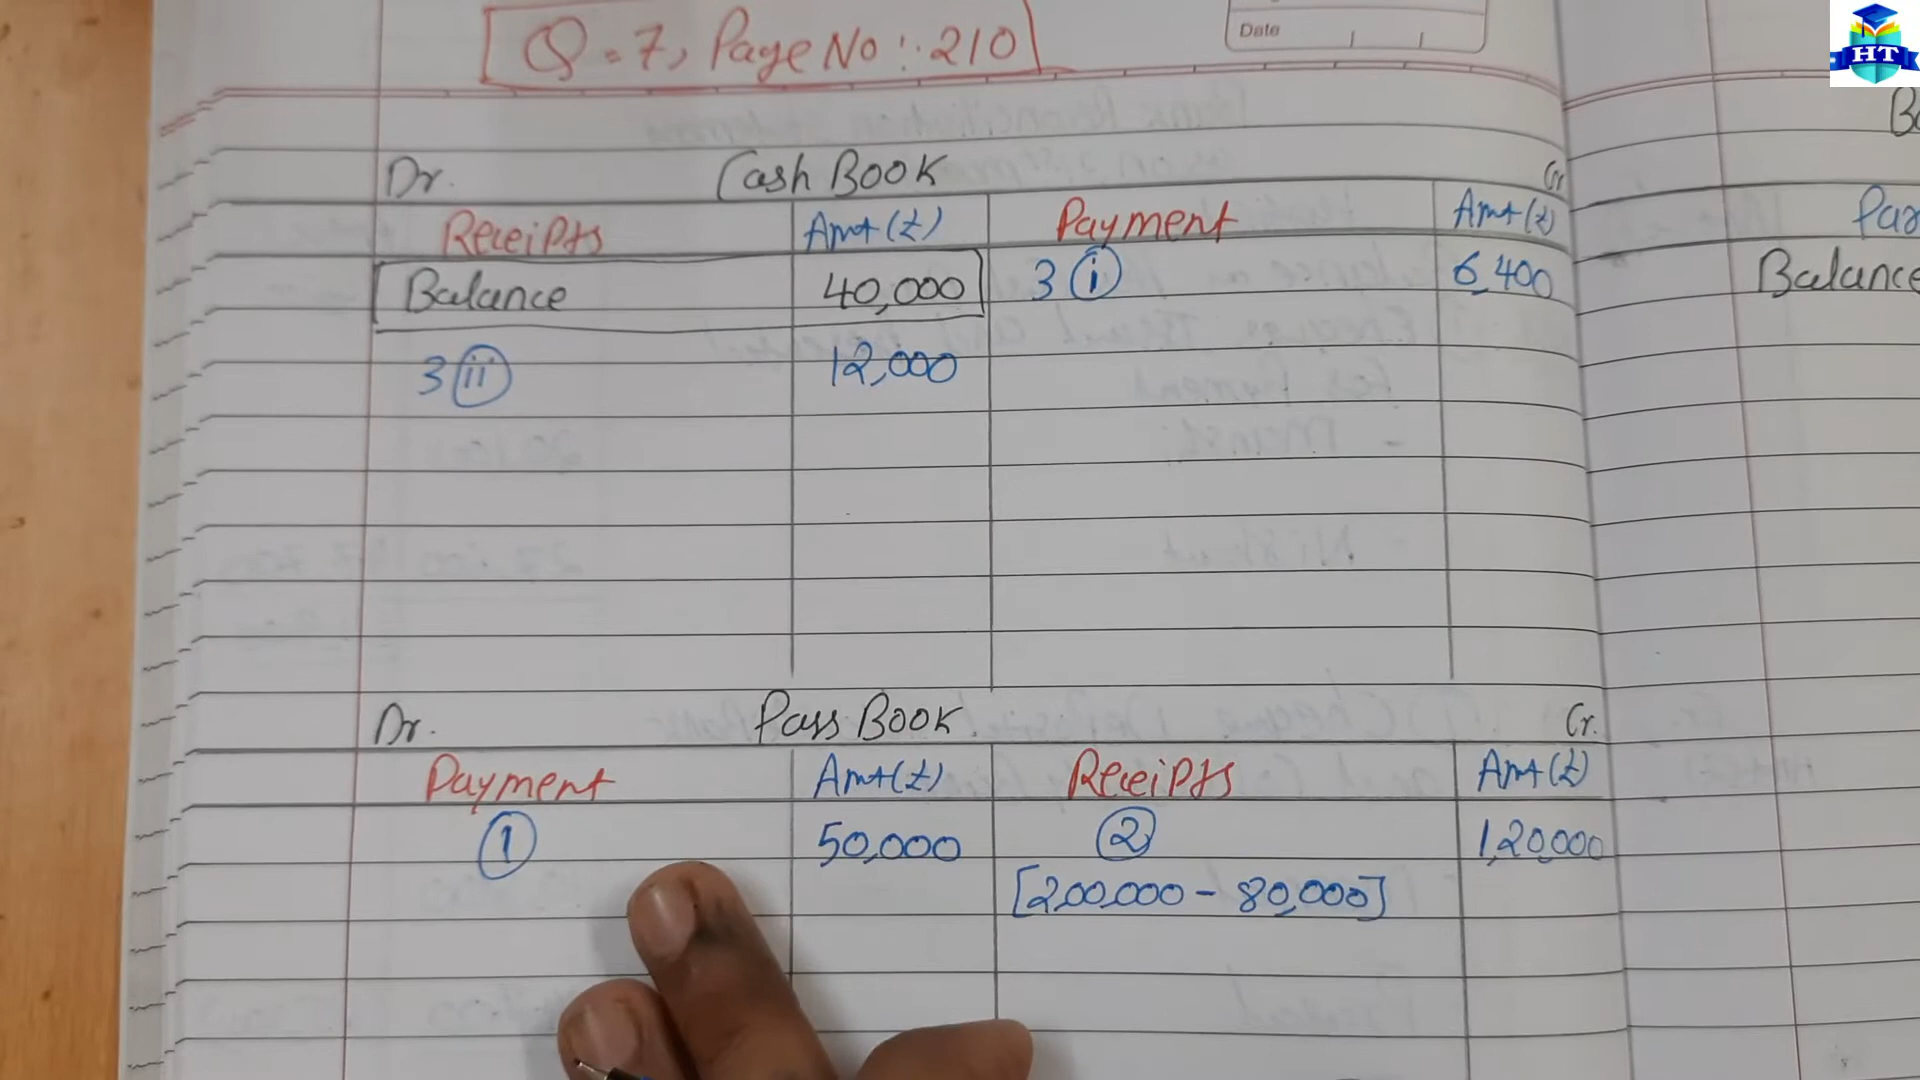 Q=7, Page No:- 210
Date
HT
Dr. Cash Book Cr
Receipts Amt(₹) Payment Amt(₹)
Balance 40,000 3 (i) 6,400
3 (ii) 12,000
Dr. Pass Book Cr.
Payment Amt(₹) Receipts Amt(₹)
1 50,000 2 1,20,000
[2,00,000 - 80,000]
Balance